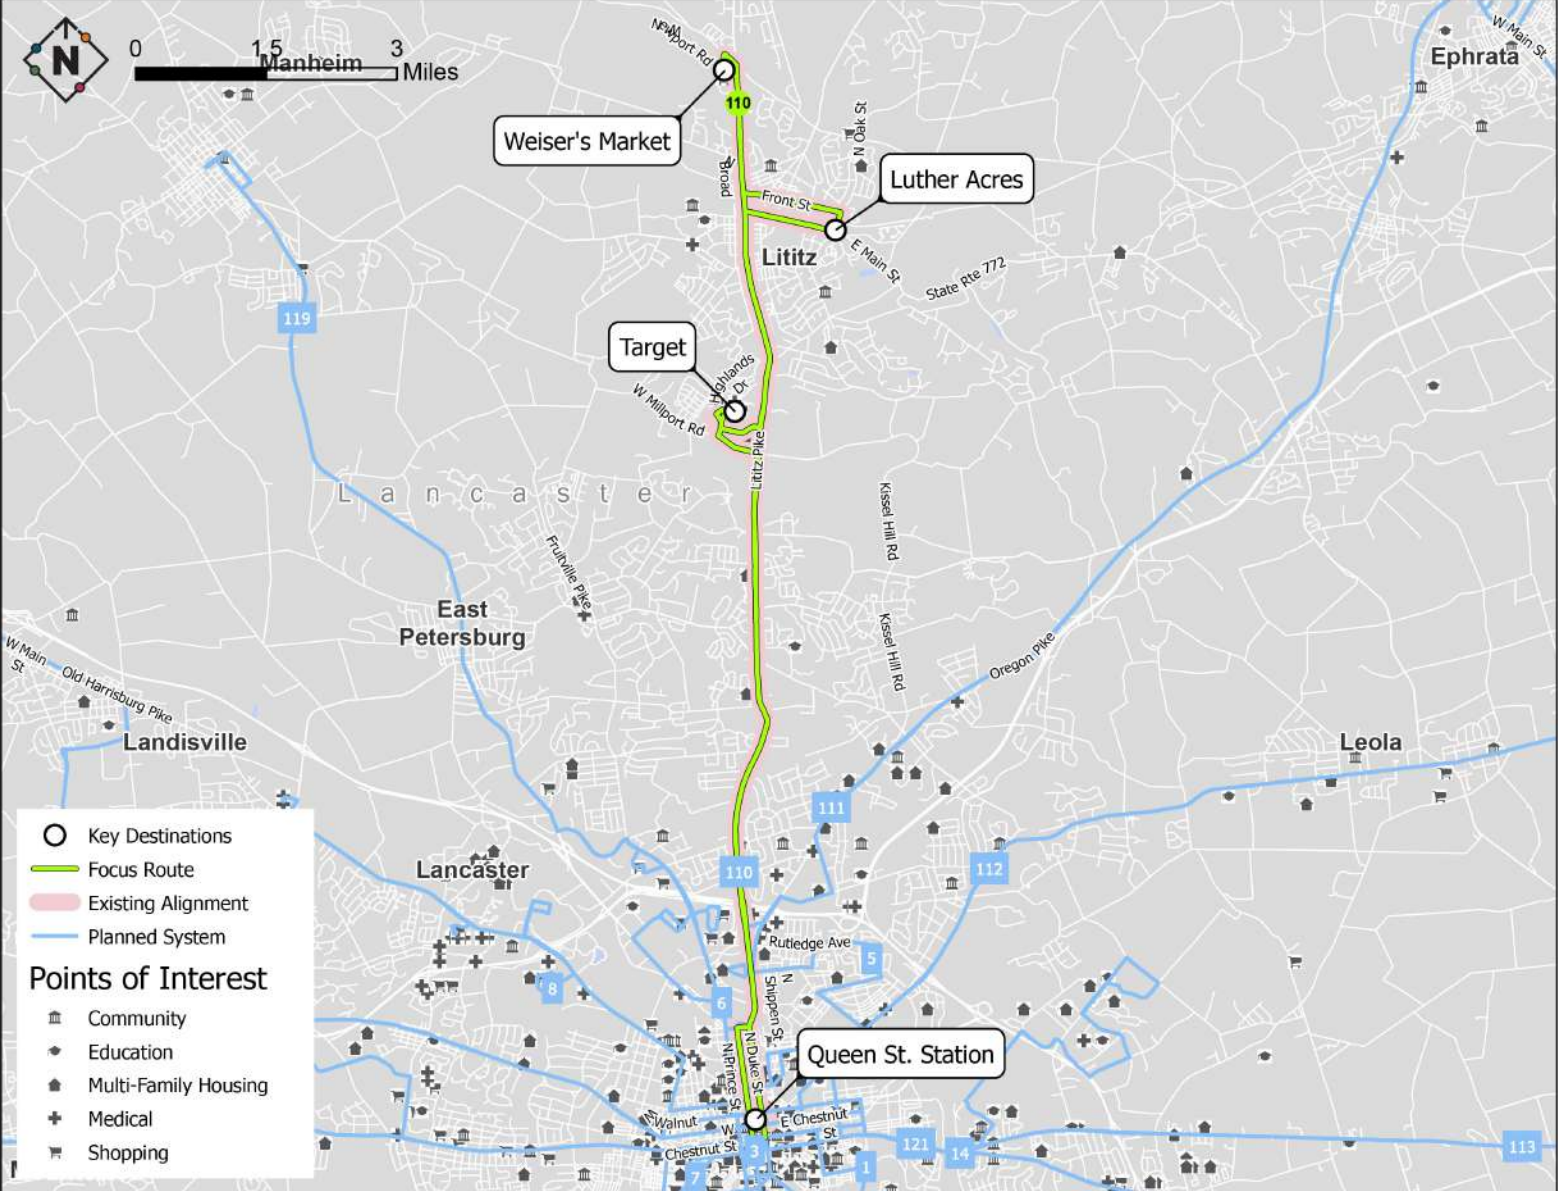 N
0 1.5 3
Miles
Manheim
Newport Rd
W Main St
Ephrata
110
Weiser's Market
N Oak St
N Broad
Luther Acres
Front St
Lititz
E Main St
State Rte 772
119
Target
Highlands Dr
W Millport Rd
Lititz Pike
Lancaster
Kissel Hill Rd
Fruitville Pike
East
Petersburg
Kissel Hill Rd
W Main
St
Old Harrisburg Pike
Oregon Pike
Landisville
Leola
111
110
112
Lancaster
Rutledge Ave
5
8
6
N
Shippen St
N Duke St
N Prince St
Queen St. Station
Walnut
W
Chestnut St
E Chestnut
St
3
7
1
121
14
113
Key Destinations
Focus Route
Existing Alignment
Planned System
Points of Interest
Community
Education
Multi-Family Housing
Medical
Shopping